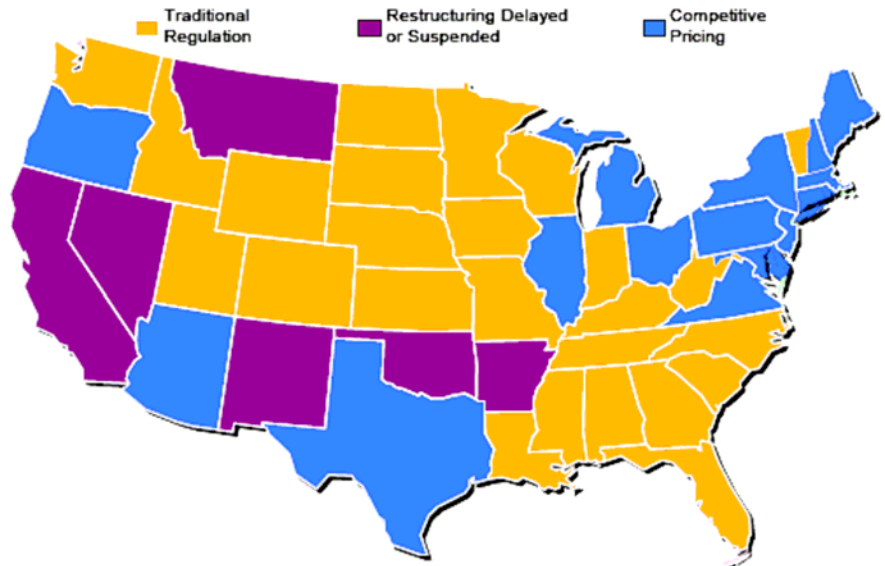 Traditional
Regulation
Restructuring Delayed
or Suspended
Competitive
Pricing